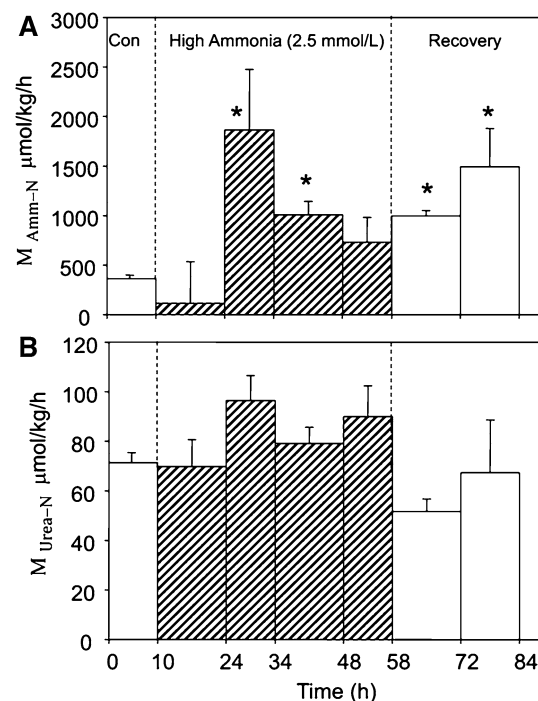 A
3000
Con
High Ammonia (2.5 mmol/L)
Recovery
2500
2000
1500
1000
500
0
*
*
*
*
M Amm–N μmol/kg/h
B
120
100
80
60
40
20
0
M Urea–N μmol/kg/h
0 10 24 34 48 58 72 84
Time (h)